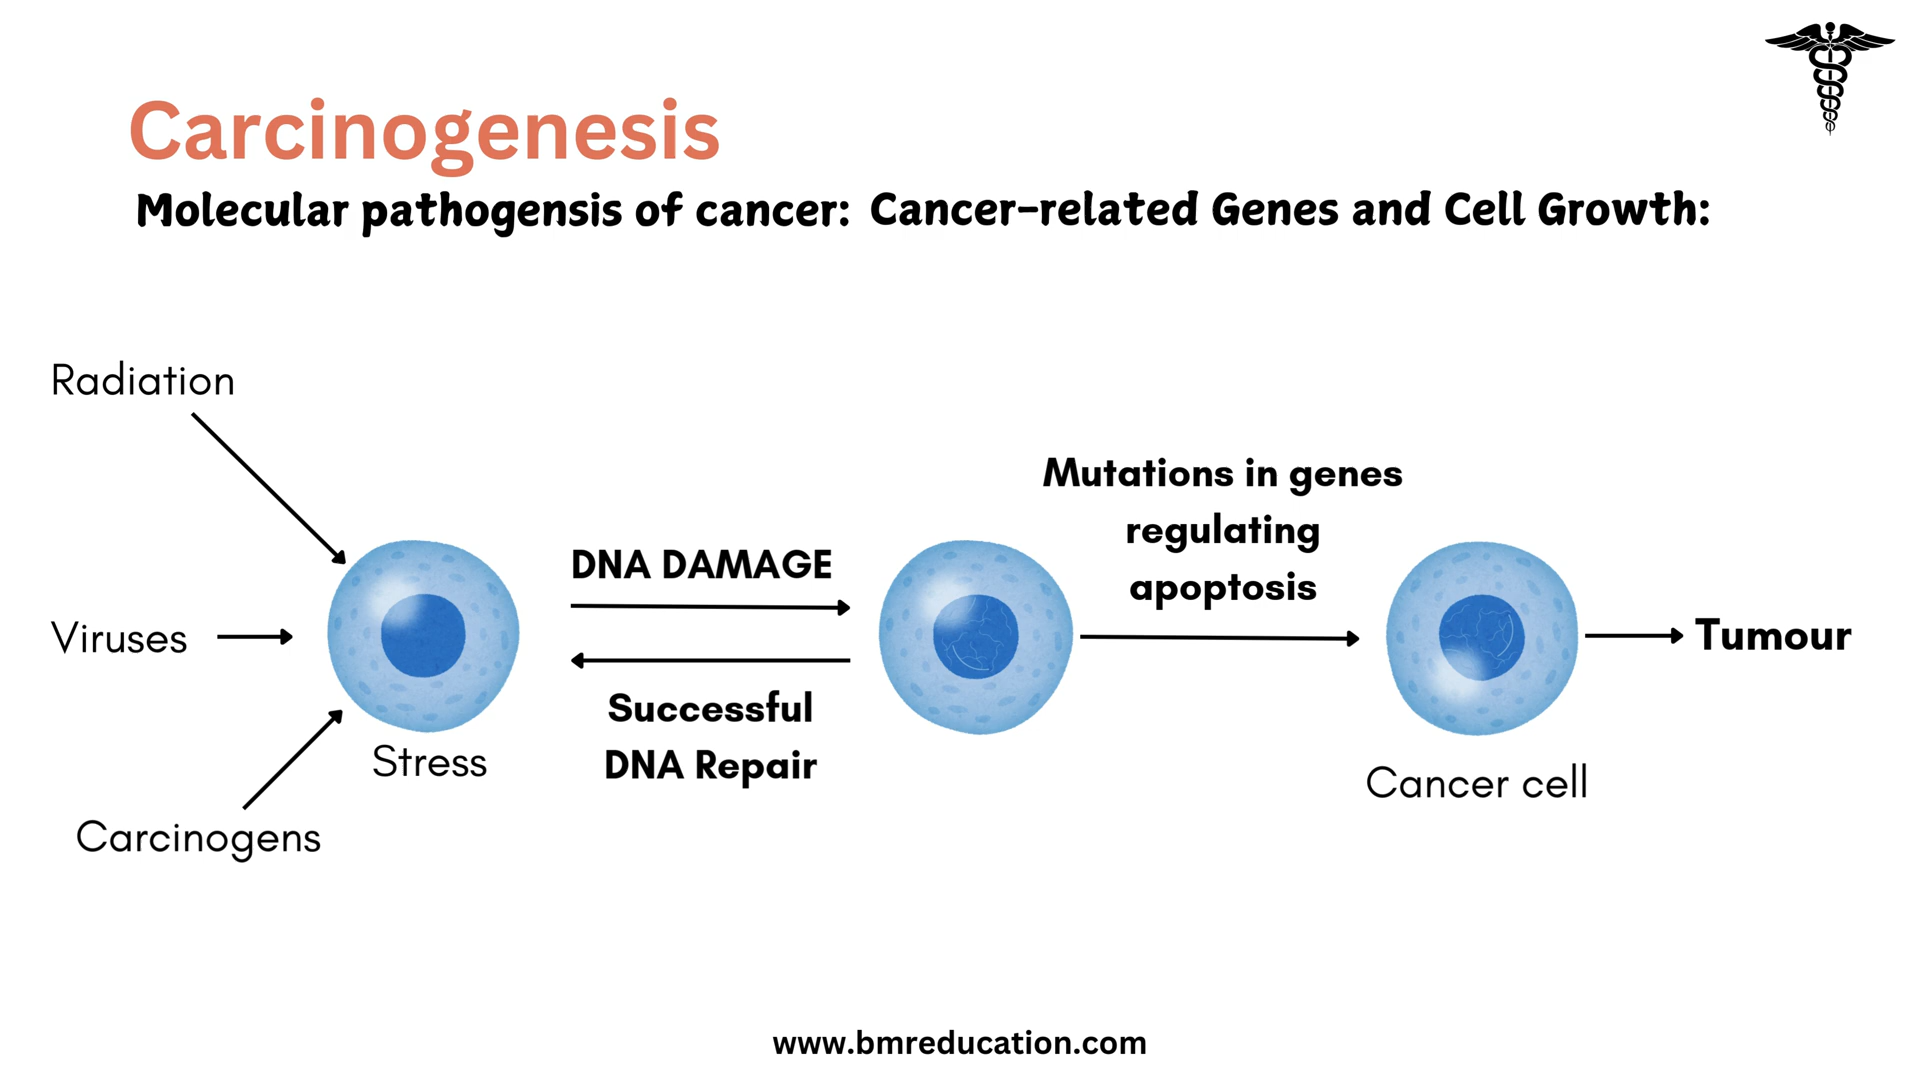 Carcinogenesis
Molecular pathogensis of cancer: Cancer-related Genes and Cell Growth:
Radiation
Viruses
Carcinogens
Stress
DNA DAMAGE
Successful
DNA Repair
Mutations in genes
regulating
apoptosis
Cancer cell
Tumour
www.bmreducation.com